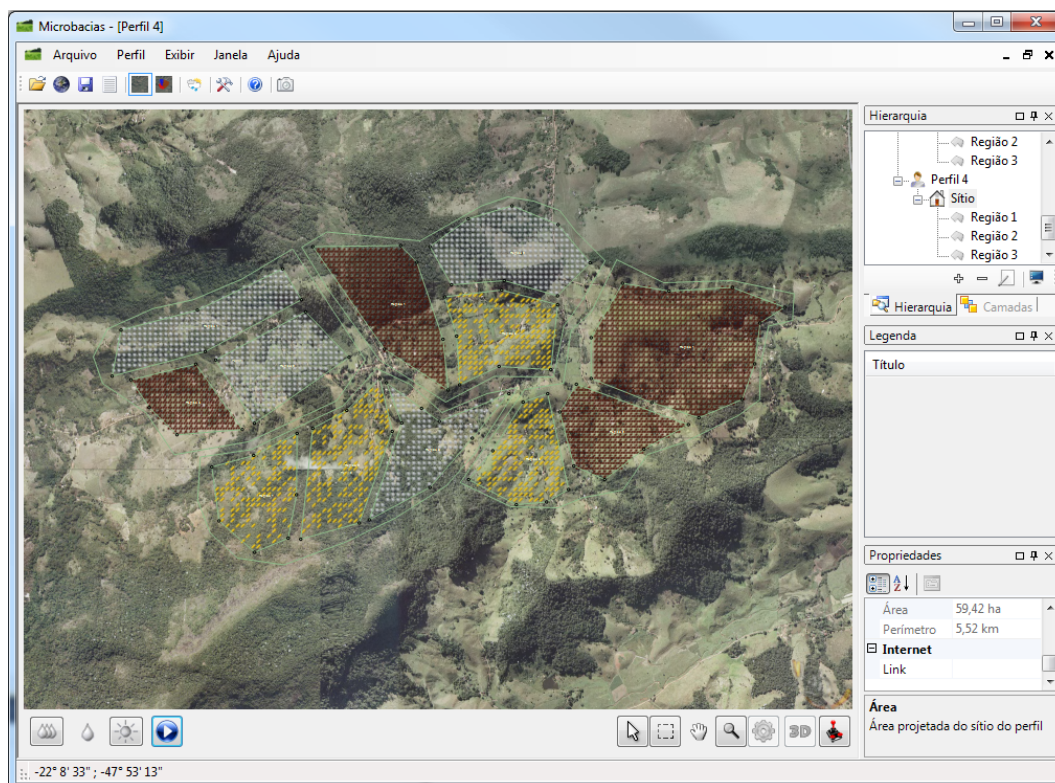 Microbacias - [Perfil 4]
Arquivo Perfil Exibir Janela Ajuda
Hierarquia
Região 2
Região 3
Perfil 4
Sítio
Região 1
Região 2
Região 3
Hierarquia Camadas
Legenda
Título
Propriedades
Área 59,42 ha
Perímetro 5,52 km
Internet
Link
Área
Área projetada do sítio do perfil
3D
-22° 8' 33" ; -47° 53' 13"